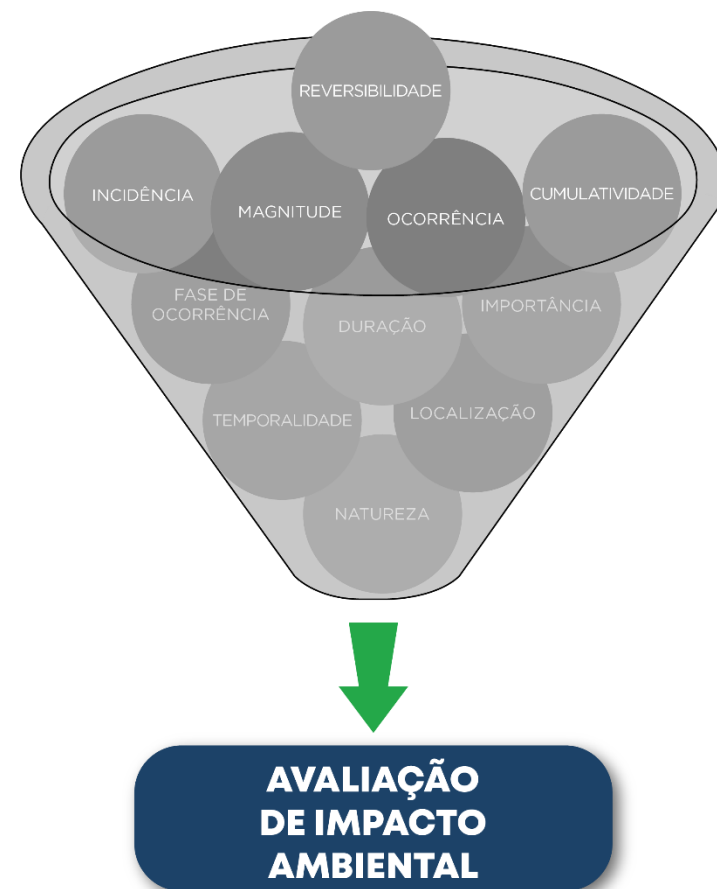 REVERSIBILIDADE
INCIDÊNCIA
MAGNITUDE
OCORRÊNCIA
CUMULATIVIDADE
FASE DE
OCORRÊNCIA
DURAÇÃO
IMPORTÂNCIA
TEMPORALIDADE
LOCALIZAÇÃO
NATUREZA
AVALIAÇÃO
DE IMPACTO
AMBIENTAL